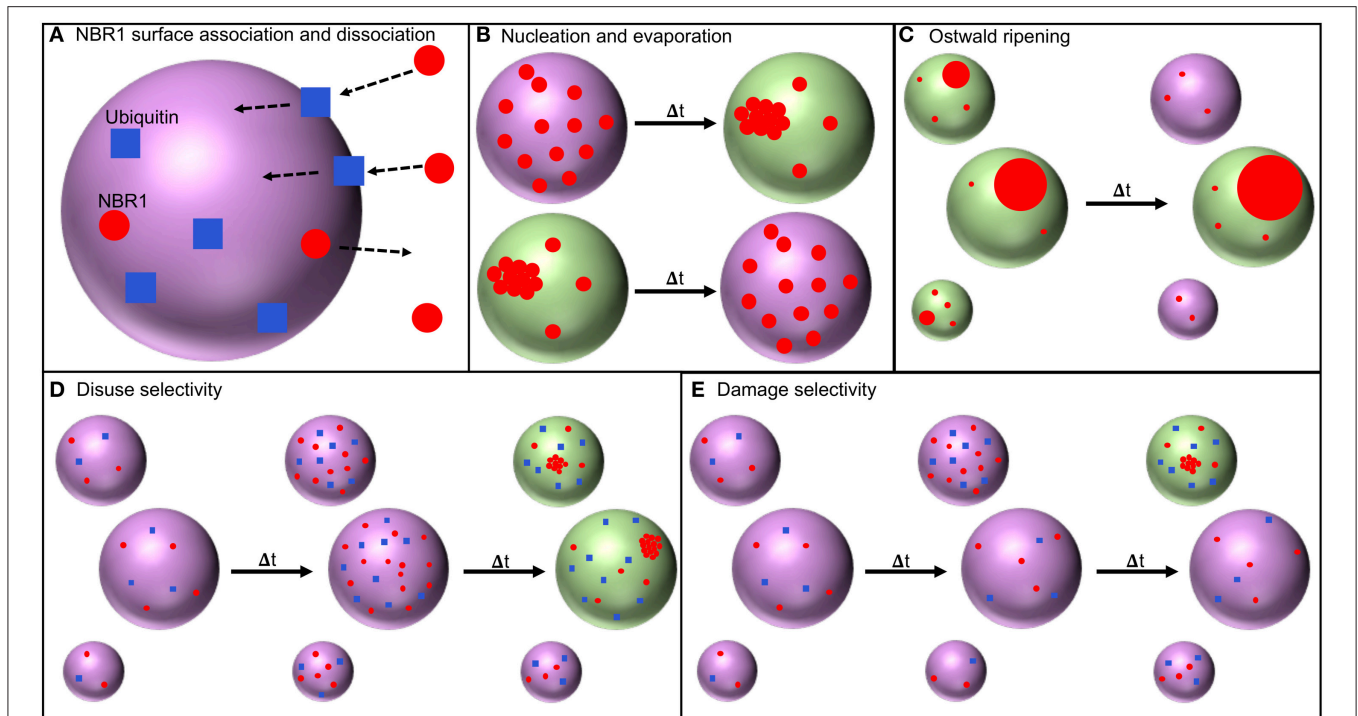 A NBR1 surface association and dissociation
Ubiquitin
NBR1
B Nucleation and evaporation
Δt
Δt
C Ostwald ripening
Δt
D Disuse selectivity
Δt
Δt
E Damage selectivity
Δt
Δt